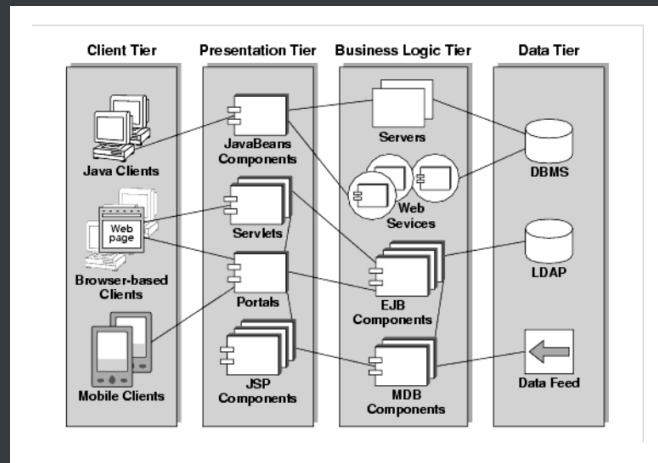 Client Tier
Presentation Tier
Business Logic Tier
Data Tier
Java Clients
Web
page
Browser-based
Clients
Mobile Clients
JavaBeans
Components
Servlets
Portals
JSP
Components
Servers
Web
Sevices
EJB
Components
MDB
Components
DBMS
LDAP
Data Feed